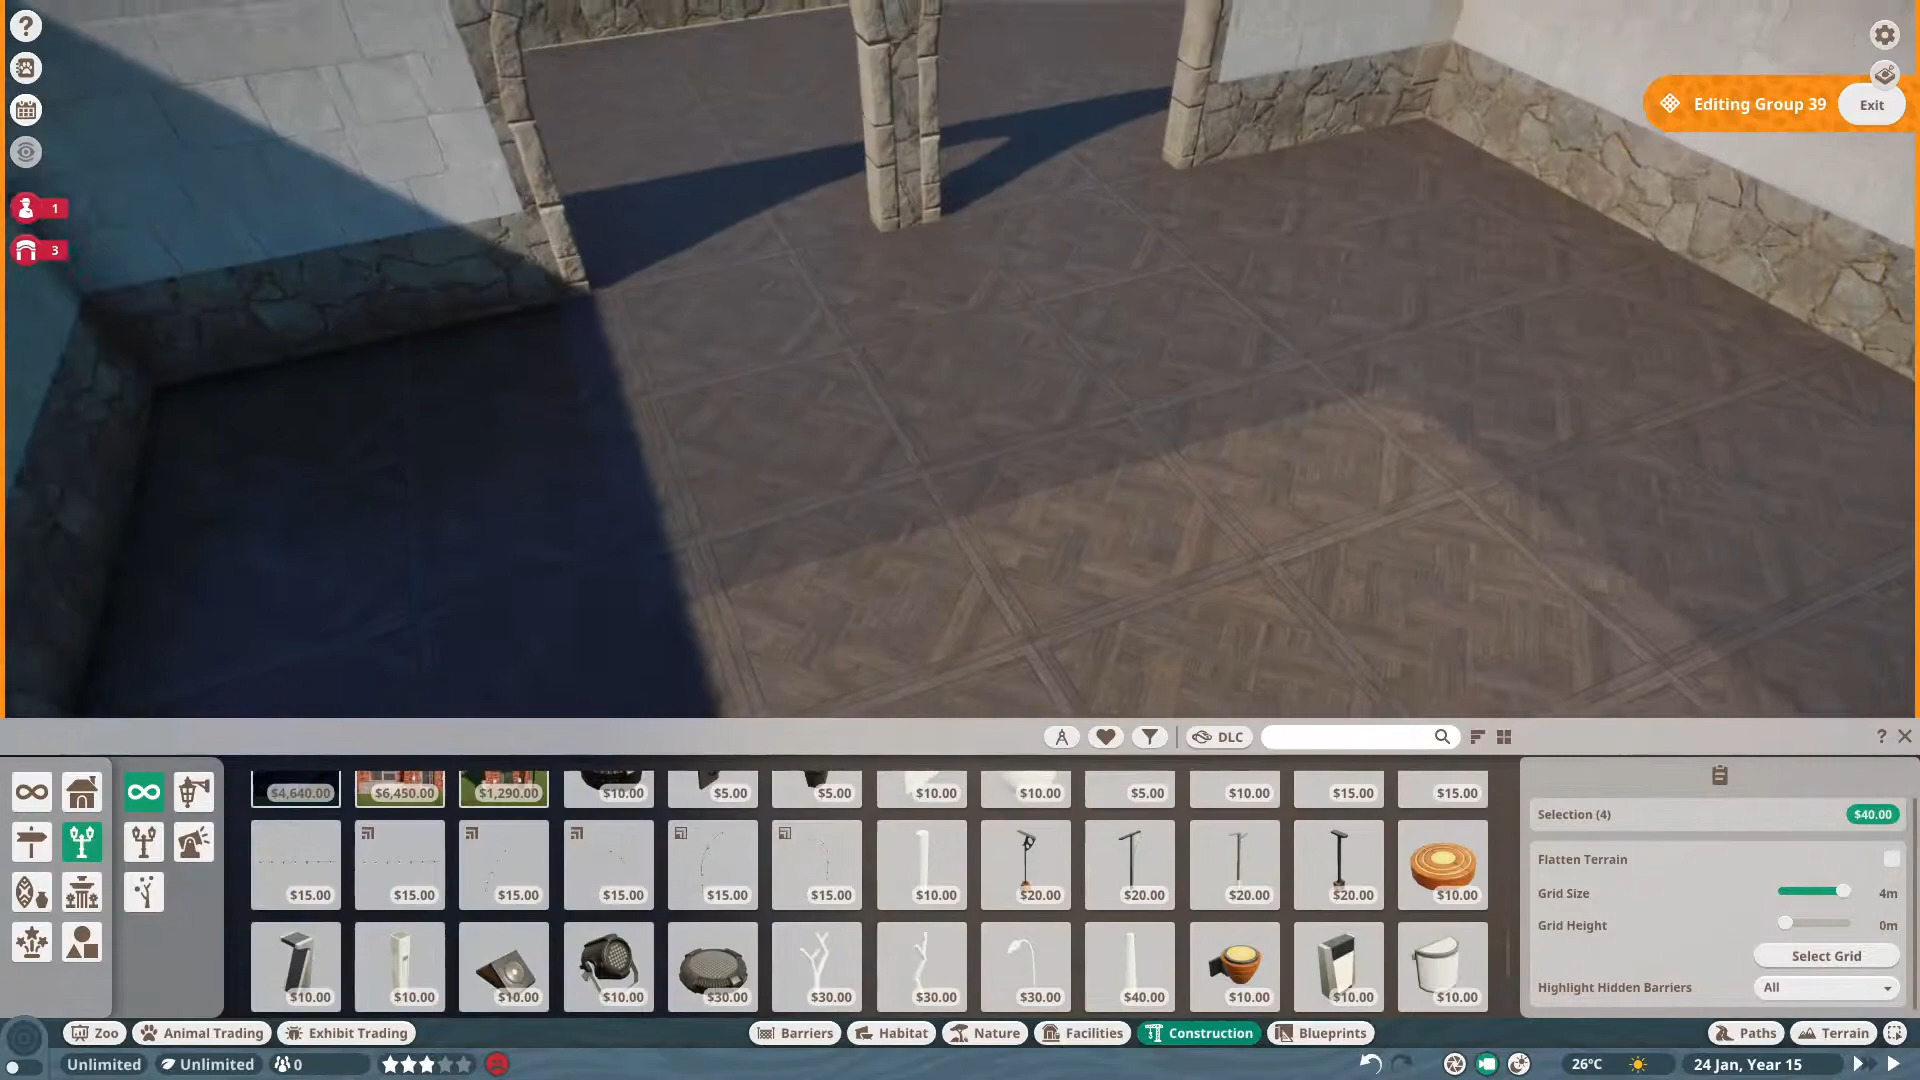 Editing Group 39
Exit
1
3
DLC
$4,640.00
$6,450.00
$1,290.00
$10.00
$5.00
$5.00
$10.00
$10.00
$5.00
$10.00
$15.00
$15.00
$15.00
$15.00
$15.00
$15.00
$15.00
$15.00
$10.00
$20.00
$20.00
$20.00
$20.00
$10.00
$10.00
$10.00
$10.00
$10.00
$30.00
$30.00
$30.00
$30.00
$40.00
$10.00
$10.00
$10.00
Selection (4)
$40.00
Flatten Terrain
Grid Size
4m
Grid Height
0m
Select Grid
Highlight Hidden Barriers
All
Zoo
Animal Trading
Exhibit Trading
Barriers
Habitat
Nature
Facilities
Construction
Blueprints
Paths
Terrain
Unlimited
Unlimited
0
26°C
24 Jan, Year 15